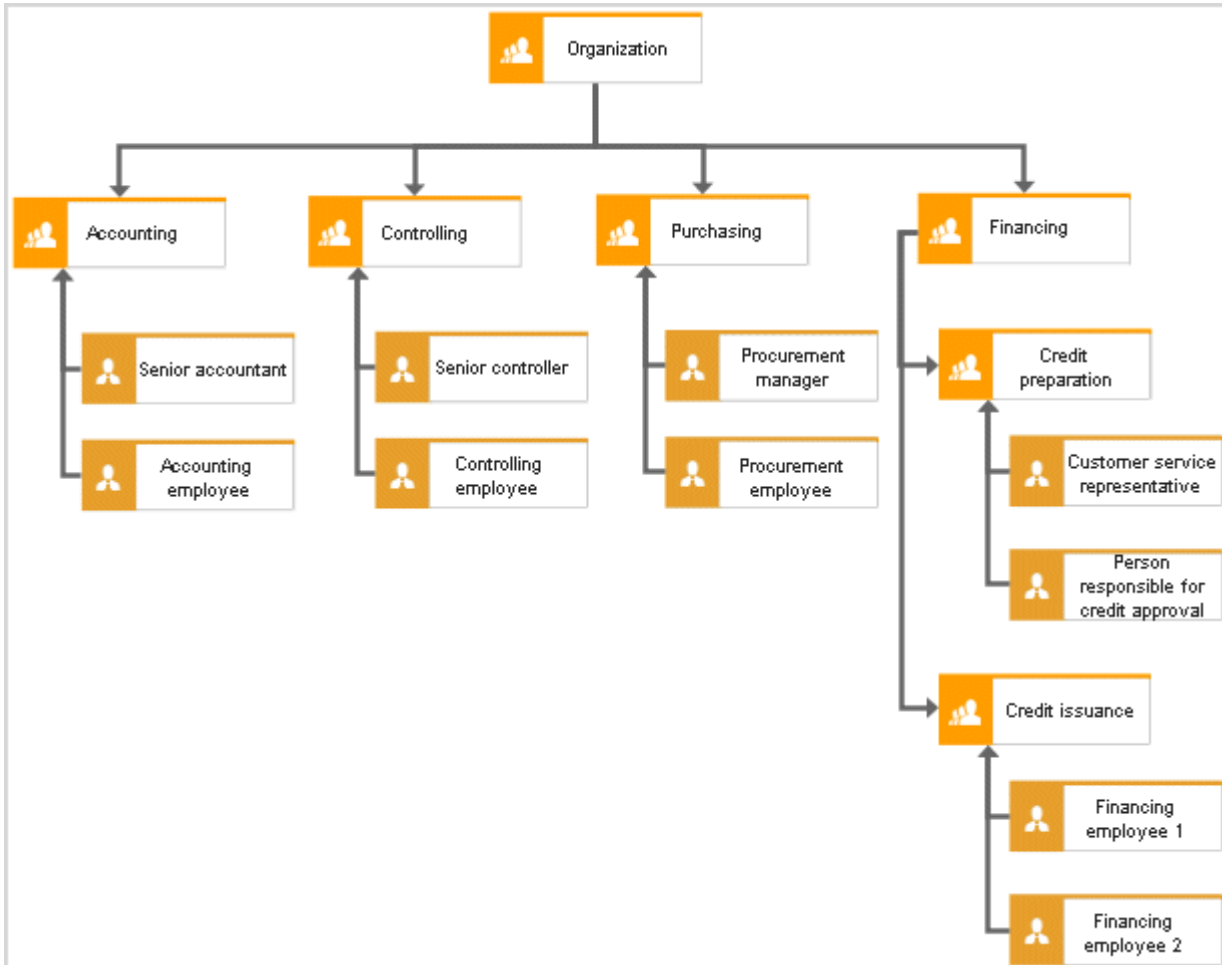 Organization
Accounting
Controlling
Purchasing
Financing
Senior accountant
Accounting
employee
Senior controller
Controlling
employee
Procurement
manager
Procurement
employee
Credit
preparation
Customer service
representative
Person
responsible for
credit approval
Credit issuance
Financing
employee 1
Financing
employee 2